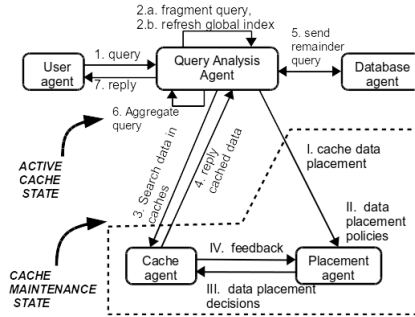 2.a. fragment query,
2.b. refresh global index
1. query
User agent
7. reply
Query Analysis
Agent
5. send
remainder
query
Database
agent
6. Aggregate
query
ACTIVE
CACHE
STATE
3. Search data in
caches
4. reply
cached data
I. cache data
placement
II. data
placement
policies
CACHE
MAINTENANCE
STATE
Cache
agent
IV. feedback
III. data placement
decisions
Placement
agent